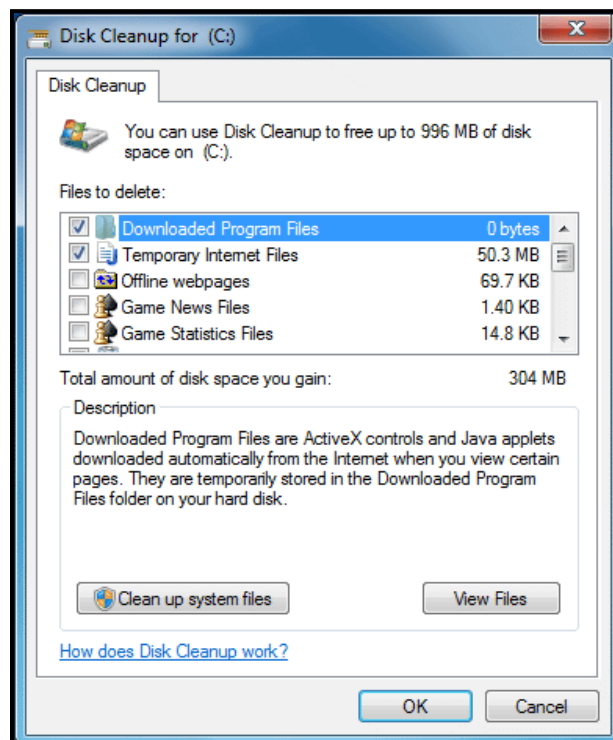 Disk Cleanup for (C:)
Disk Cleanup
You can use Disk Cleanup to free up to 996 MB of disk
space on (C:).
Files to delete:
Downloaded Program Files 0 bytes
Temporary Internet Files 50.3 MB
Offline webpages 69.7 KB
Game News Files 1.40 KB
Game Statistics Files 14.8 KB
Total amount of disk space you gain: 304 MB
Description
Downloaded Program Files are ActiveX controls and Java applets
downloaded automatically from the Internet when you view certain
pages. They are temporarily stored in the Downloaded Program
Files folder on your hard disk.
Clean up system files View Files
How does Disk Cleanup work?
OK Cancel